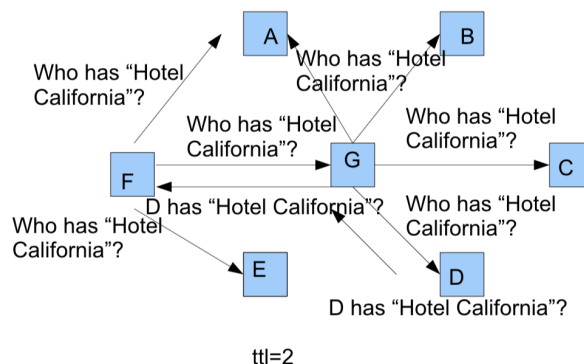 A
B
Who has “Hotel
California”?
Who has “Hotel
California”?
Who has “Hotel
California”?
Who has “Hotel
California”?
G
C
F
D has “Hotel California”?
Who has “Hotel
California”?
Who has “Hotel
California”?
E
D
D has “Hotel California”?
ttl=2